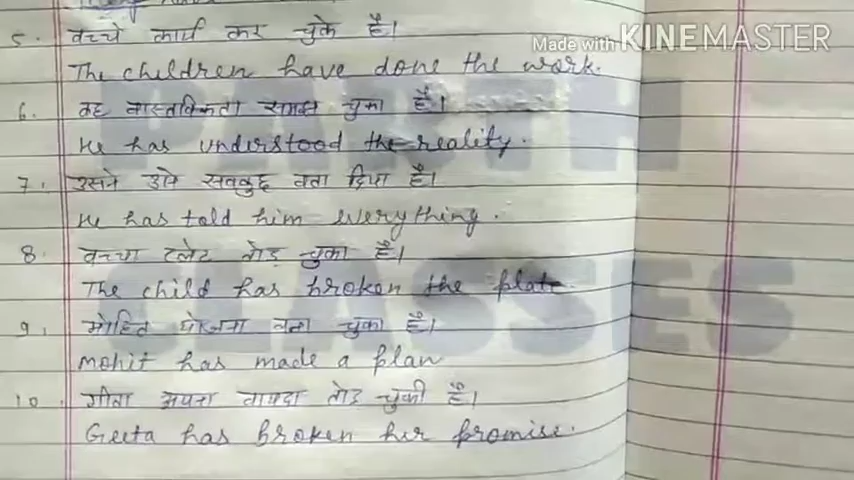 Made with KINEMASTER
5. बच्चे कार्य कर चुके हैं।
The children have done the work.
6. वह वास्तविकता समझ चुका है।
He has understood the reality.
7. उसने उसे सबकुछ बता दिया है।
He has told him everything.
8. बच्चा प्लेट तोड़ चुका है।
The child has broken the plate.
9. मोहित योजना बना चुका है।
Mohit has made a plan
10. गीता अपना वायदा तोड़ चुकी है।
Geeta has broken her promise.
PARTH
CLASSES